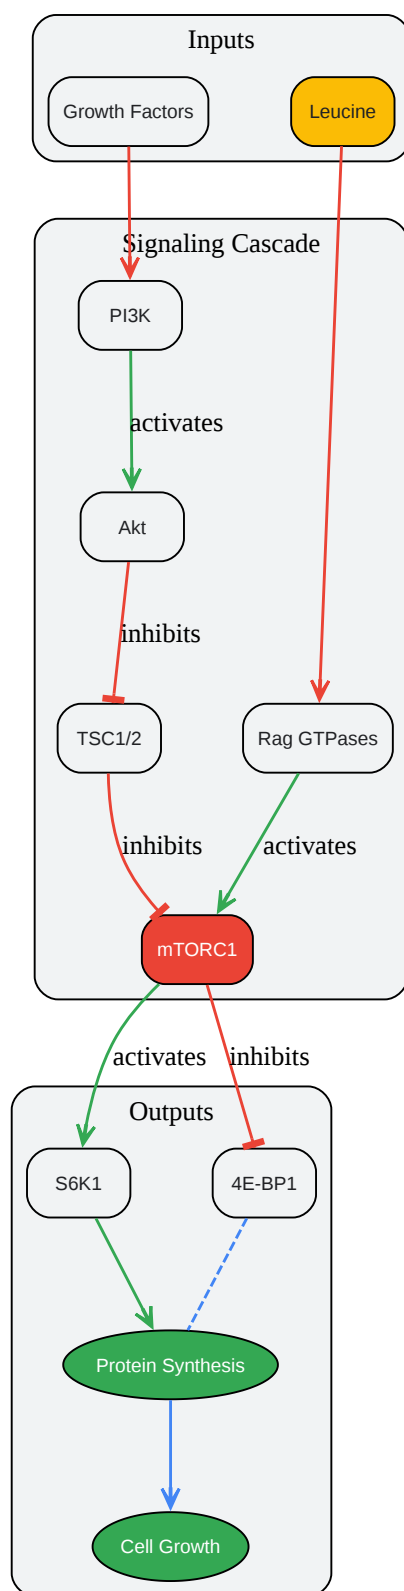 Inputs
Growth Factors
Leucine
Signaling Cascade
PI3K
activates
Akt
inhibits
TSC1/2
Rag GTPases
inhibits
activates
mTORC1
activates
inhibits
Outputs
S6K1
4E-BP1
Protein Synthesis
Cell Growth